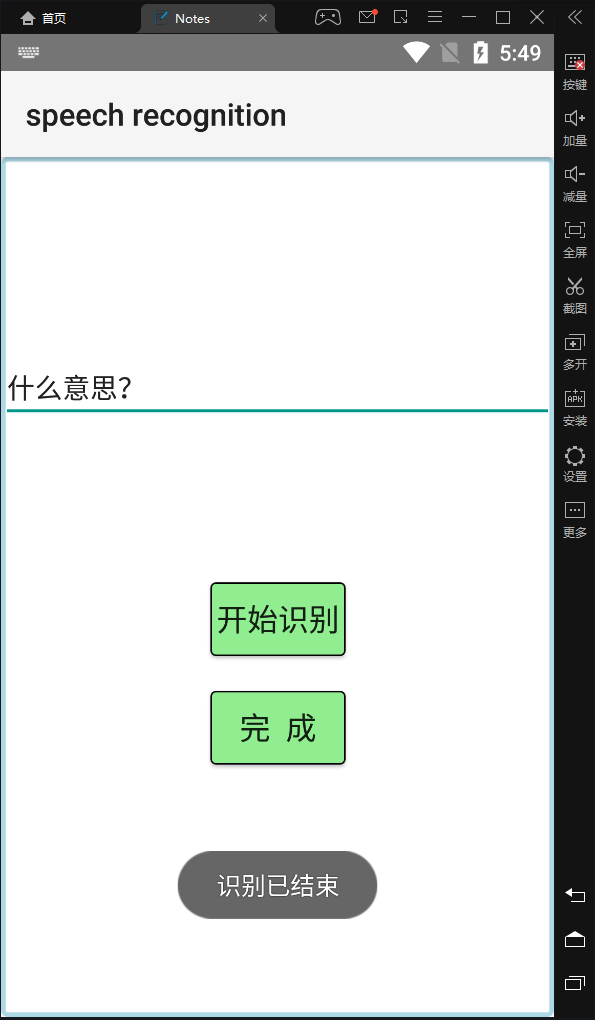 首页
Notes
5:49
speech recognition
什么意思？
开始识别
完 成
识别已结束
按键
加量
减量
全屏
截图
多开
APK
安装
设置
更多